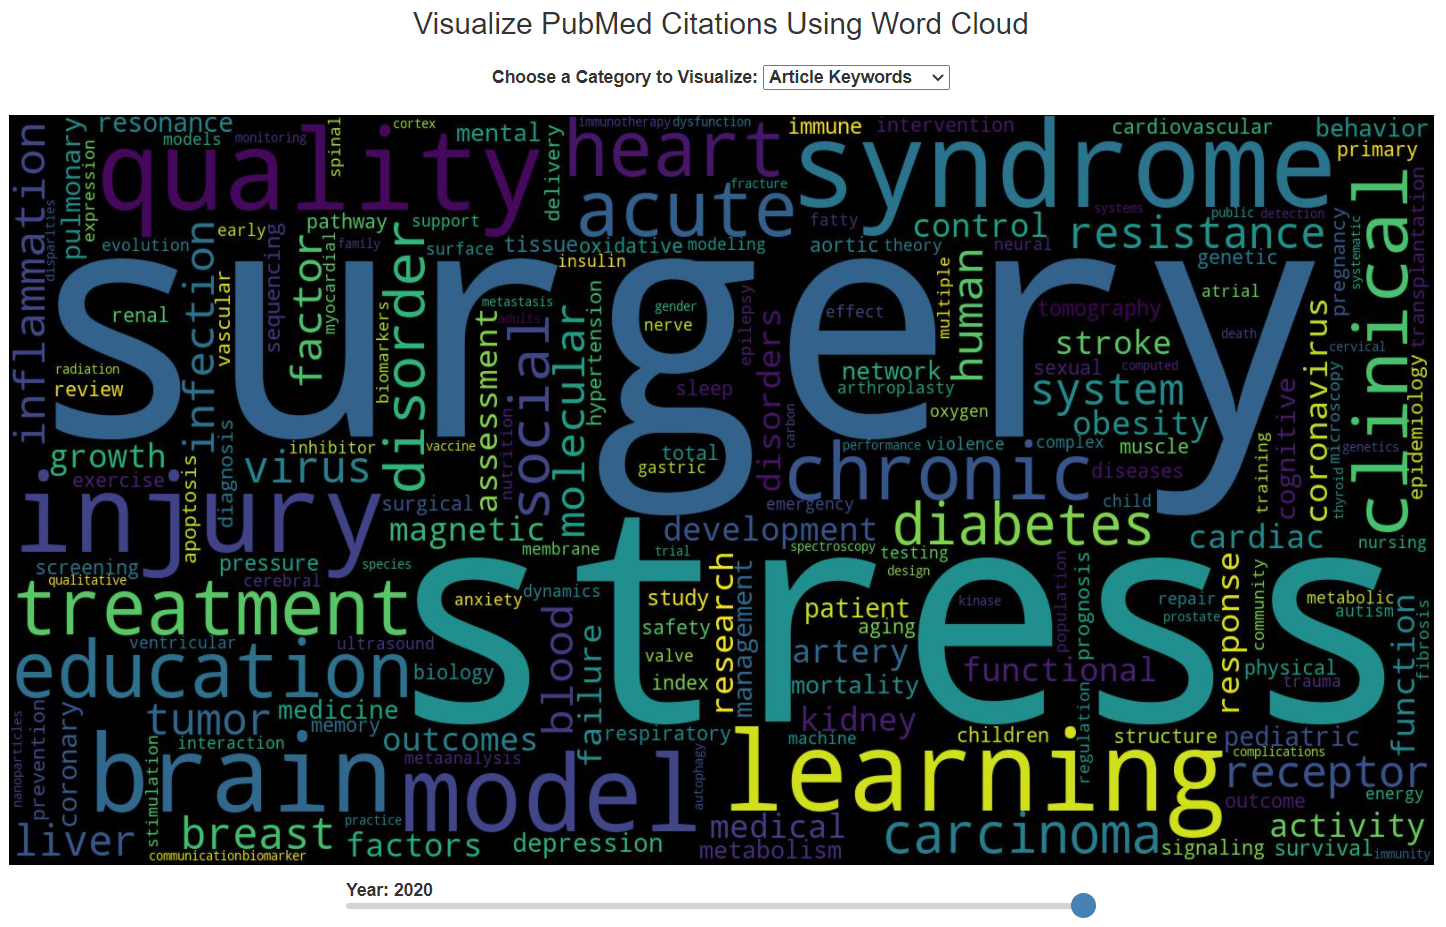 Visualize PubMed Citations Using Word Cloud
Choose a Category to Visualize: Article Keywords
inflammation
pulmonary
resonance
models
monitoring
spinal
cortex
mental
delivery
immunotherapy
dysfunction
immune
intervention
cardiovascular
behavior
primary
expression
disparities
quality
heart
syndrome
acute
fracture
fatty
control
systems
public
detection
resistance
clinical
transplantation
systematic
pregnancy
evolution
early
pathway
family
support
surface
tissue
oxidative
modeling
insulin
aortic
theory
neural
genetic
infection
vascular
sequencing
factor
myocardial
disorder
biomarkers
surgery
renal
radiation
review
metastasis
adults
assessment
social
molecular
hypertension
gender
nerve
sleep
epilepsy
disorders
effect
multiple
human
tomography
atrial
death
stroke
sexual
computed
network
arthroplasty
oxygen
system
obesity
coronavirus
cervical
epidemiology
microscopy
genetics
thyroid
cognitive
training
growth
exercise
apoptosis
diagnosis
virus
inhibitor
vaccine
nutrition
surgical
magnetic
total
gastric
carbon
performance
violence
complex
muscle
diseases
chronic
emergency
child
injury
development
diabetes
cardiac
nursing
screening
qualitative
pressure
cerebral
species
membrane
trial
spectroscopy
testing
design
treatment
stress
anxiety
dynamics
study
research
management
patient
aging
kinase
population
prognosis
repair
prostate
response
community
metabolic
autism
fibrosis
function
education
ventricular
ultrasound
biology
blood
failure
safety
valve
index
artery
mortality
functional
physical
trauma
nanoparticles
prevention
coronary
tumor
medicine
memory
interaction
stimulation
outcomes
metaanalysis
respiratory
autophagy
kidney
machine
children
regulation
structure
pediatric
complications
brain
model
learning
receptor
outcome
energy
liver
breast
practice
factors
depression
medical
metabolism
carcinoma
signaling
activity
survival
immunity
communication
biomarker
Year: 2020